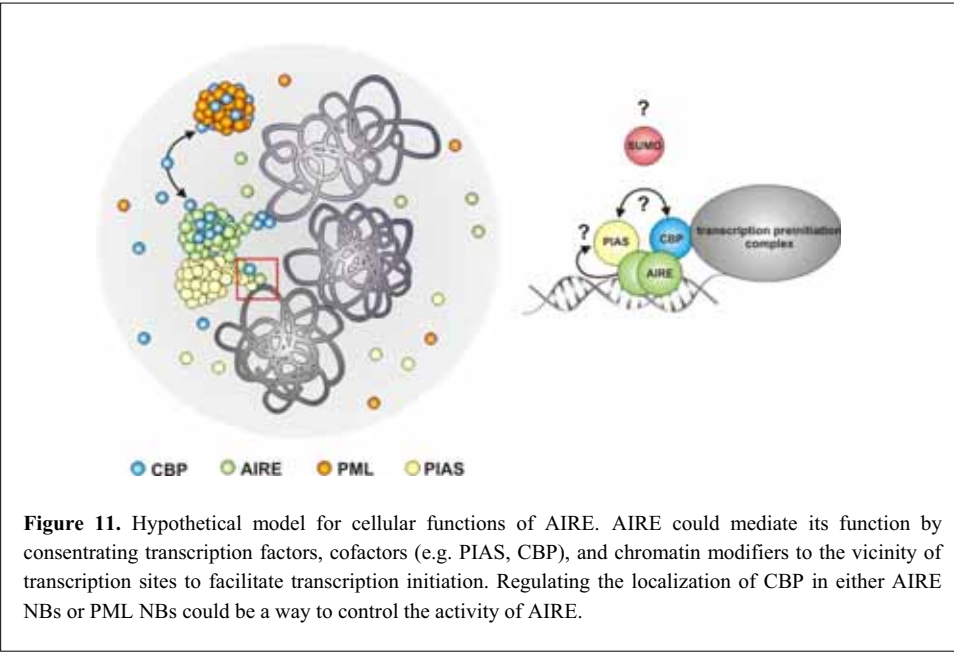 ?
SUMO
?
?
PIAS
CBP
transcription preinitiation
complex
AIRE
CBP AIRE PML PIAS
Figure 11. Hypothetical model for cellular functions of AIRE. AIRE could mediate its function by
consentrating transcription factors, cofactors (e.g. PIAS, CBP), and chromatin modifiers to the vicinity of
transcription sites to facilitate transcription initiation. Regulating the localization of CBP in either AIRE
NBs or PML NBs could be a way to control the activity of AIRE.